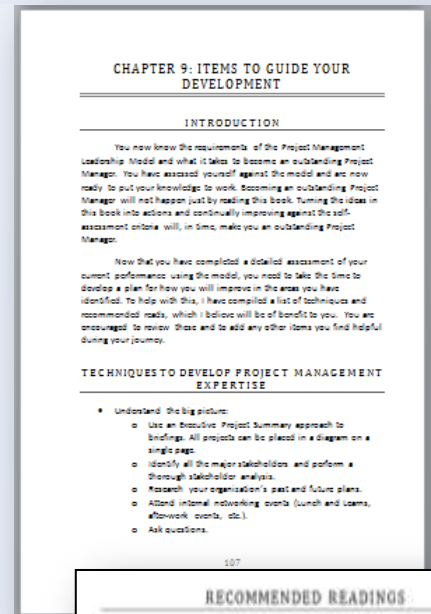 CHAPTER 9: ITEMS TO GUIDE YOUR
DEVELOPMENT
INTRODUCTION
You now know the requirements of the Project Management
Leadership Model and what it takes to become an outstanding Project
Manager. You have assessed yourself against the model and are now
ready to put your knowledge to work. Becoming an outstanding Project
Manager will not happen just by reading this book. Turning the ideas in
this book into actions and continually improving against the self-
assessment criteria will, in time, make you an outstanding Project
Manager.
Now that you have completed a detailed assessment of your
current performance using the model, you need to take the time to
develop a plan for how you will improve in the areas you have
identified. To help with this, I have compiled a list of techniques and
recommended reads, which I believe will be of benefit to you. You are
encouraged to review these and to add any other items you find helpful
during your journey.
TECHNIQUES TO DEVELOP PROJECT MANAGEMENT
EXPERTISE
• Understand the big picture:
o Use an Executive Project Summary approach to
briefings. All projects can be placed in a diagram on a
single page.
o Identify all the major stakeholders and perform a
thorough stakeholder analysis.
o Research your organization's past and future plans.
o Attend internal networking events (Lunch and Learns,
after-work events, etc.).
o Ask questions.
107
RECOMMENDED READINGS